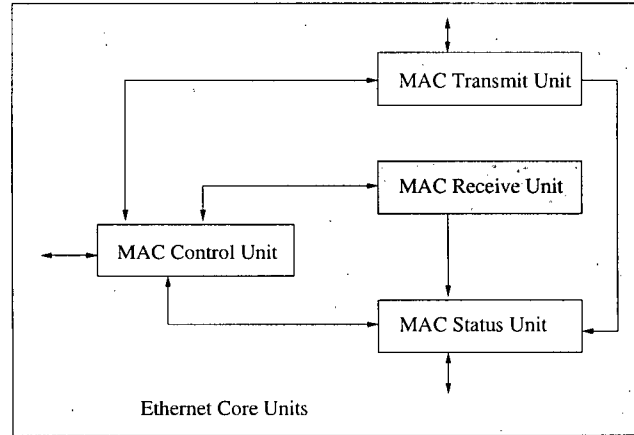 MAC Transmit Unit
MAC Receive Unit
MAC Control Unit
MAC Status Unit
Ethernet Core Units